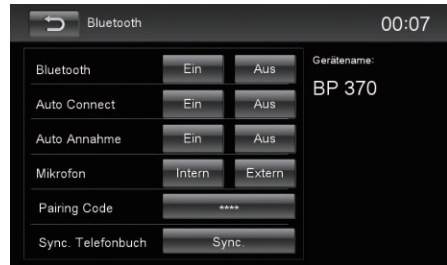 Bluetooth 00:07
Bluetooth Ein Aus
Auto Connect Ein Aus
Auto Annahme Ein Aus
Mikrofon Intern Extern
Pairing Code ****
Sync. Telefonbuch Sync.
Gerätename:
BP 370